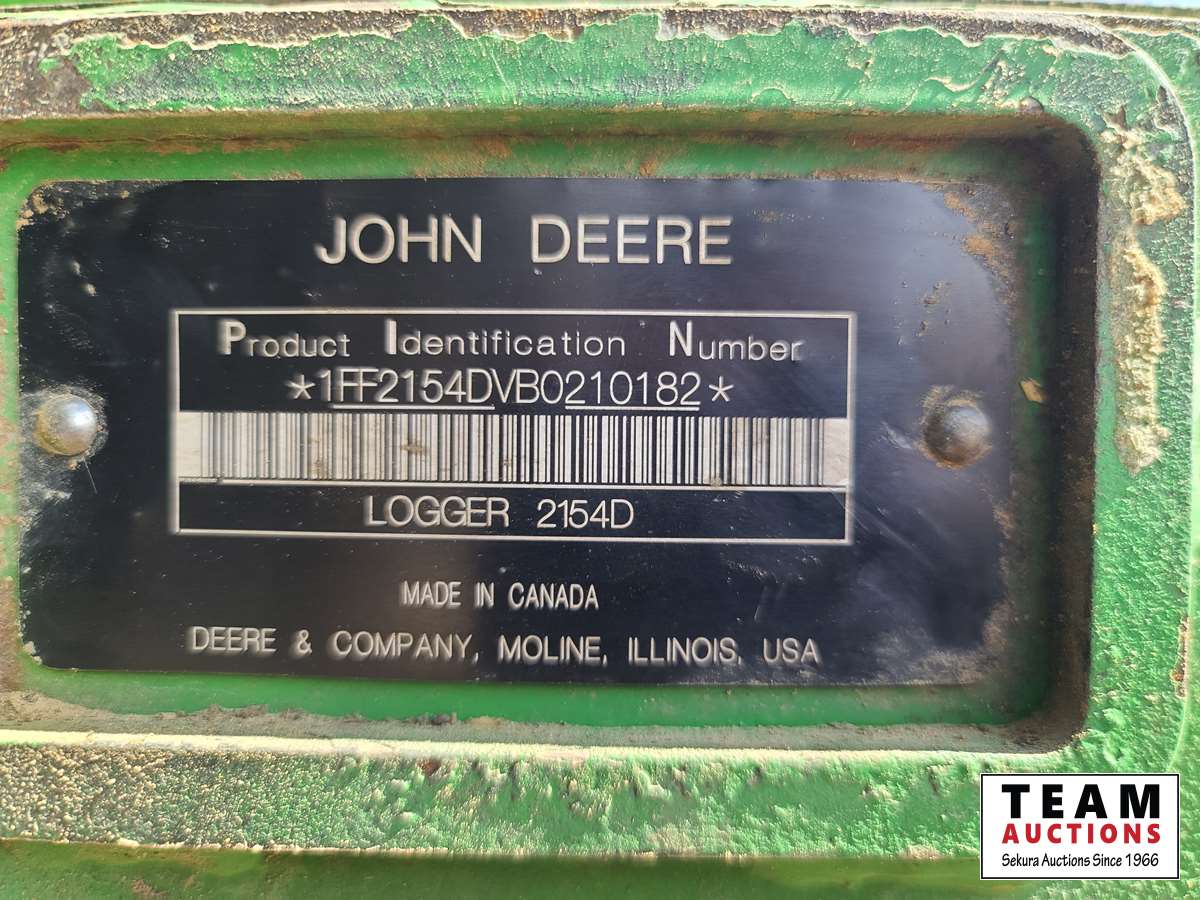 JOHN DEERE
Product Identification Number
*1FF2154DVB0210182*
LOGGER 2154D
MADE IN CANADA
DEERE & COMPANY, MOLINE, ILLINOIS, USA
TEAM
AUCTIONS
Sekura Auctions Since 1966